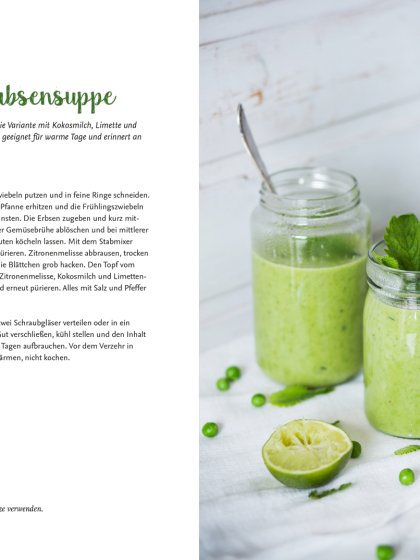 absensuppe
ie Variante mit Kokosmilch, Limette und
geeignet für warme Tage und erinnert an
iebeln putzen und in feine Ringe schneiden.
Pfanne erhitzen und die Frühlingszwiebeln
nsten. Die Erbsen zugeben und kurz mit-
er Gemüsebrühe ablöschen und bei mittlerer
uten köcheln lassen. Mit dem Stabmixer
ürieren. Zitronenmelisse abbrausen, trocken
ie Blättchen grob hacken. Den Topf vom
Zitronenmelisse, Kokosmilch und Limetten-
d erneut pürieren. Alles mit Salz und Pfeffer
wei Schraubgläser verteilen oder in ein
Gut verschließen, kühl stellen und den Inhalt
Tagen aufbrauchen. Vor dem Verzehr in
ärmen, nicht kochen.
ze verwenden.